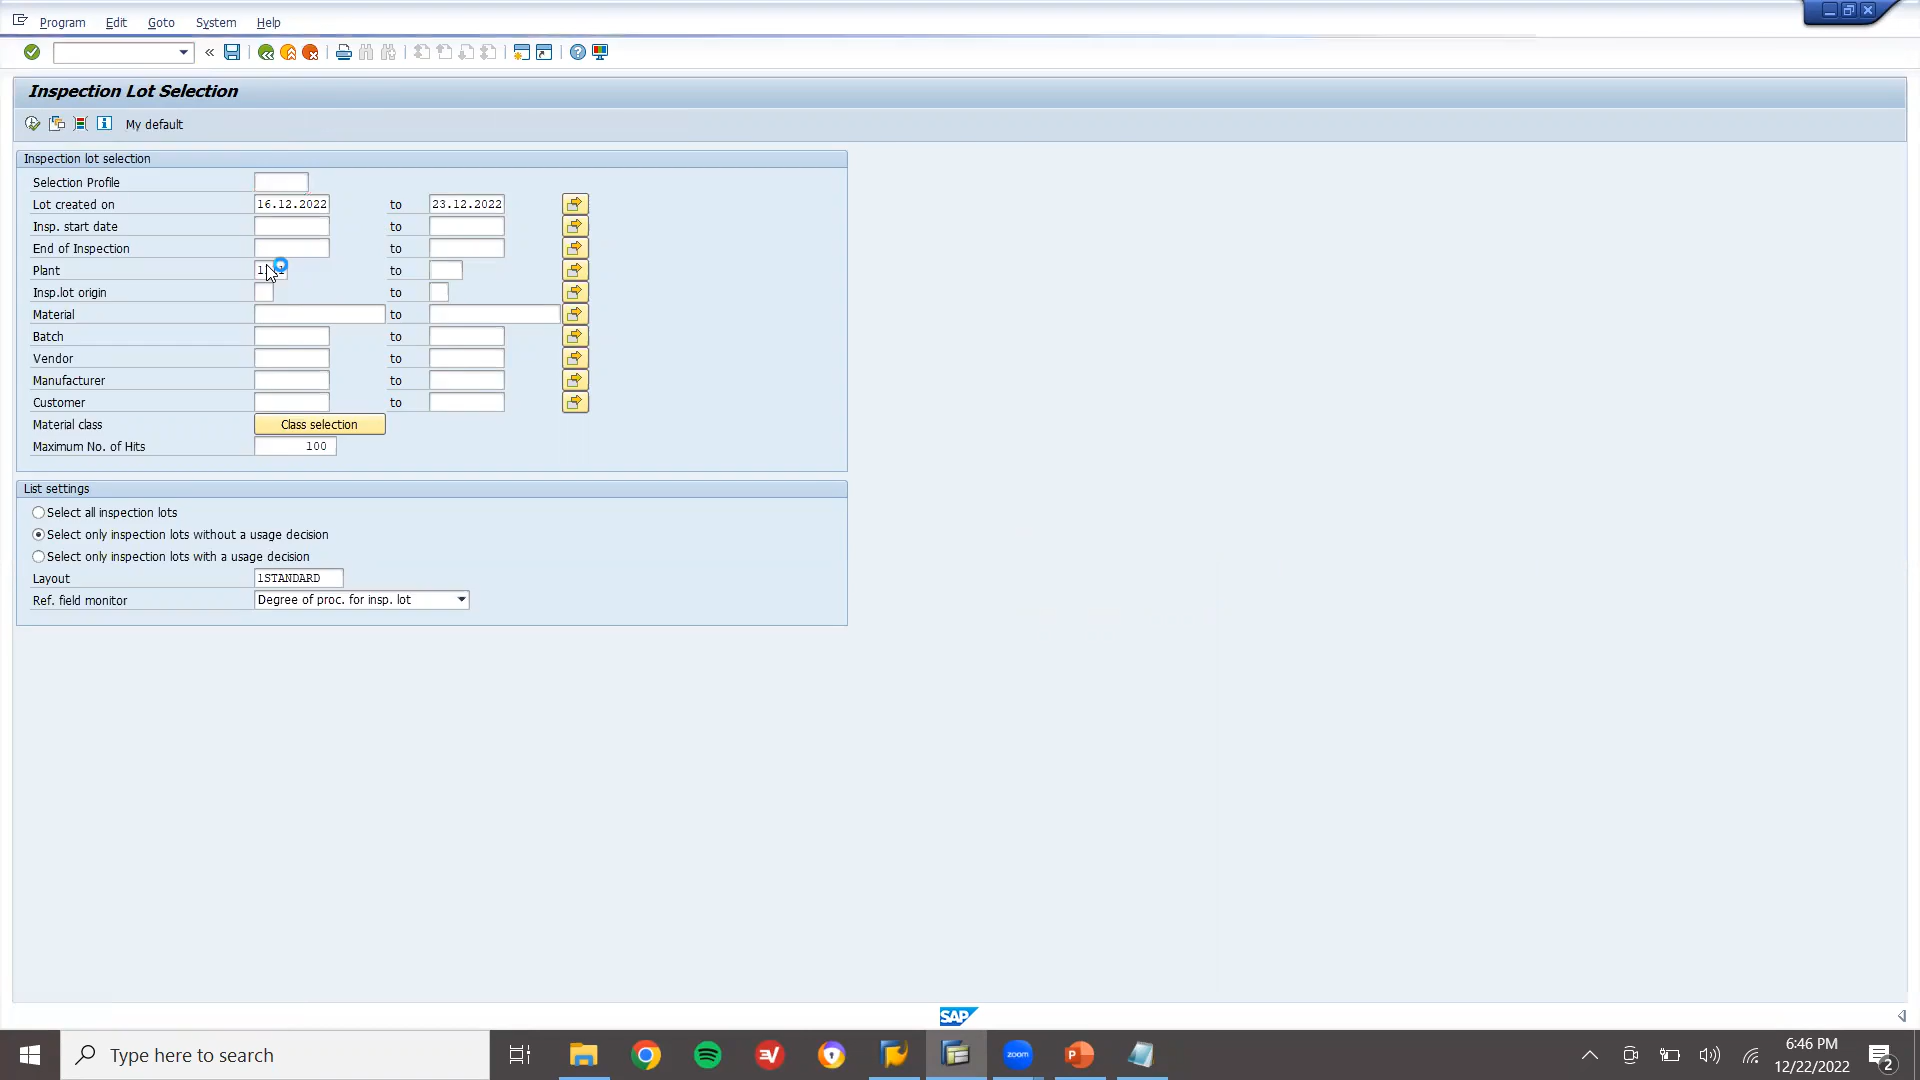 Program Edit Goto System Help
Inspection Lot Selection
My default
Inspection lot selection
Selection Profile
Lot created on 16.12.2022 to 23.12.2022
Insp. start date to
End of Inspection to
Plant to
Insp.lot origin to
Material to
Batch to
Vendor to
Manufacturer to
Customer to
Material class Class selection
Maximum No. of Hits 100
List settings
Select all inspection lots
Select only inspection lots without a usage decision
Select only inspection lots with a usage decision
Layout 1STANDARD
Ref. field monitor Degree of proc. for insp. lot
SAP
Type here to search
zoom
6:46 PM
12/22/2022
2